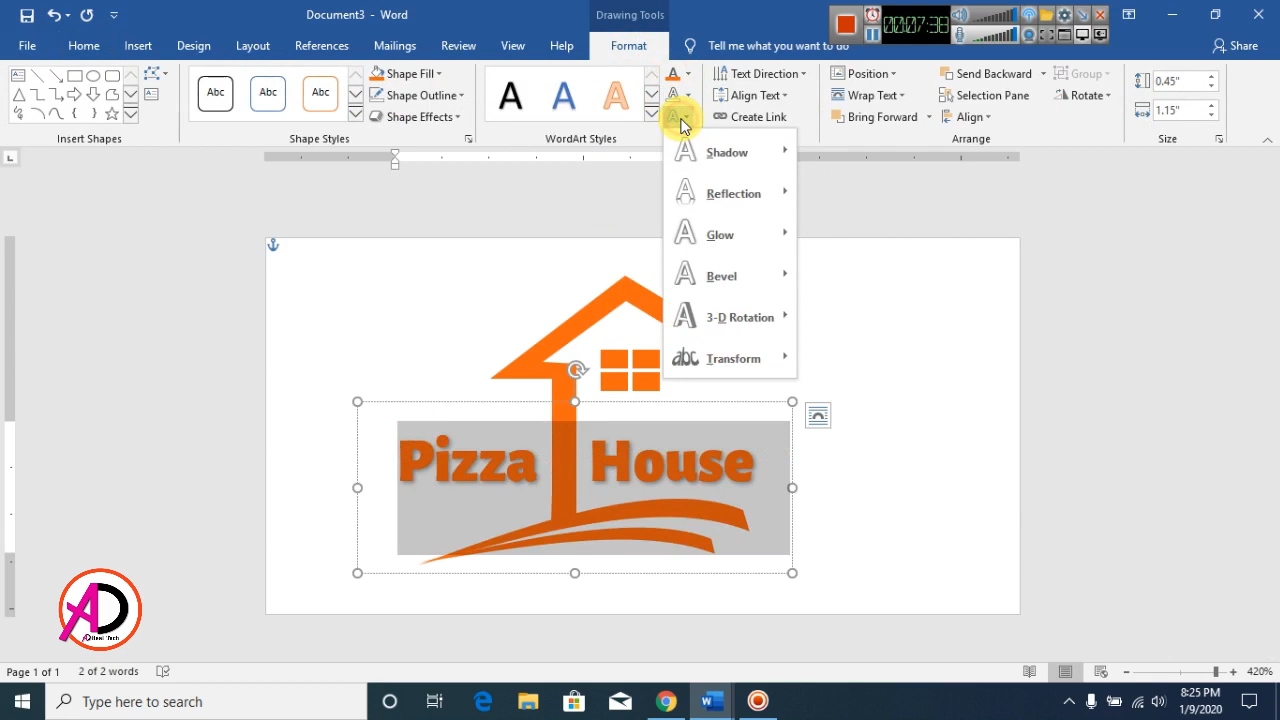 Document3 - Word
Drawing Tools
00:07:38
File
Home
Insert
Design
Layout
References
Mailings
Review
View
Help
Format
Tell me what you want to do
Share
Abc
Abc
Abc
Shape Fill
Shape Outline
Shape Effects
A
A
A
Text Direction
Align Text
Create Link
Position
Wrap Text
Bring Forward
Send Backward
Selection Pane
Align
Group
Rotate
0.45"
1.15"
Insert Shapes
Shape Styles
WordArt Styles
Arrange
Size
Shadow
Reflection
Glow
Bevel
3-D Rotation
abc
Transform
Pizza House
AD
Page 1 of 1
2 of 2 words
420%
Type here to search
8:25 PM
1/9/2020